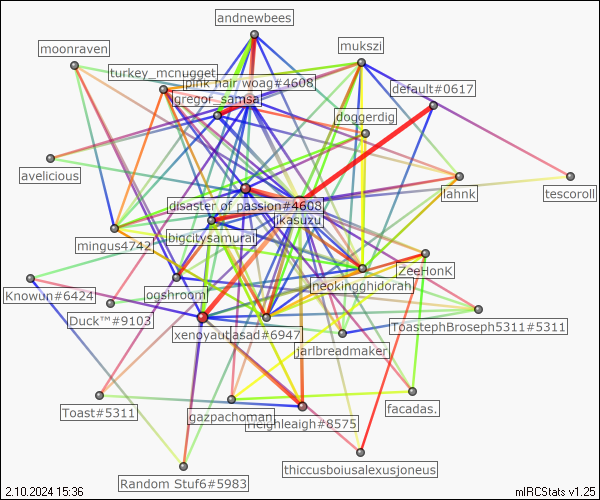 andnewbees
moonraven
mukszi
turkey_mcnugget
pink hair woag#4608
default#0617
gregor_samsa
doggerdig
avelicious
lahnk
tescoroll
disaster of passion#4608
jkasuzu
mingus4742
bigcitysamurai
ZeeHonK
neokingghidorah
Knowun#6424
ogshroom
Duck™#9103
ToastephBroseph5311#5311
xenoyautjasad#6947
jarlbreadmaker
Toast#5311
gazpachoman
facadas.
Heighleaigh#8575
thiccusboiusalexusjoneus
Random Stuf6#5983
2.10.2024 15:36
mIRCStats v1.25